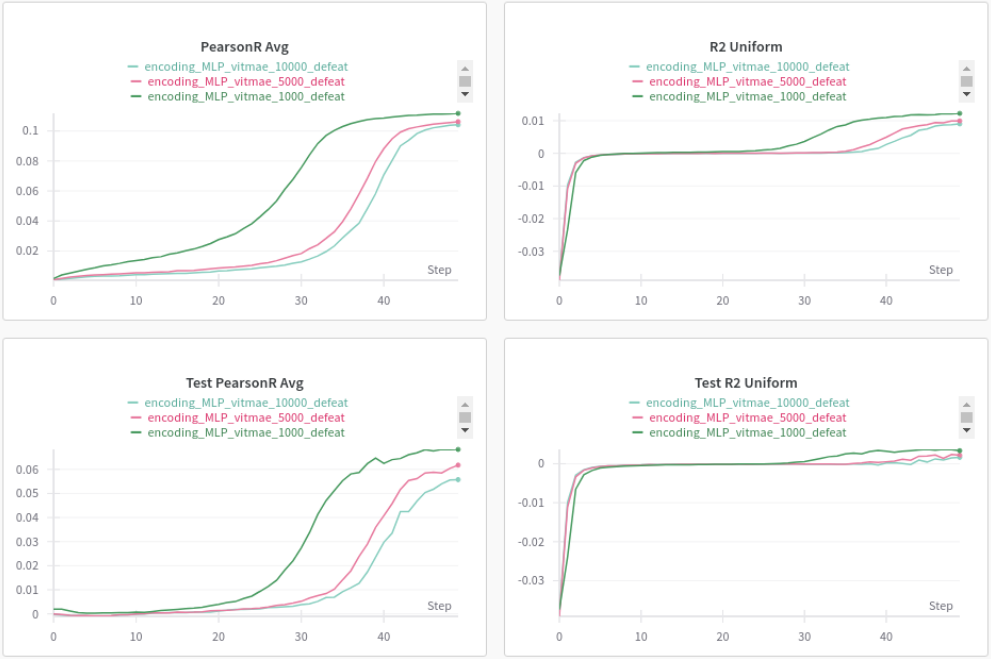 PearsonR Avg
encoding_MLP_vitmae_10000_defeat
encoding_MLP_vitmae_5000_defeat
encoding_MLP_vitmae_1000_defeat
0.1
0.08
0.06
0.04
0.02
Step
0 10 20 30 40
R2 Uniform
encoding_MLP_vitmae_10000_defeat
encoding_MLP_vitmae_5000_defeat
encoding_MLP_vitmae_1000_defeat
0.01
0
-0.01
-0.02
-0.03
Step
0 10 20 30 40
Test PearsonR Avg
encoding_MLP_vitmae_10000_defeat
encoding_MLP_vitmae_5000_defeat
encoding_MLP_vitmae_1000_defeat
0.06
0.05
0.04
0.03
0.02
0.01
0
Step
0 10 20 30 40
Test R2 Uniform
encoding_MLP_vitmae_10000_defeat
encoding_MLP_vitmae_5000_defeat
encoding_MLP_vitmae_1000_defeat
0
-0.01
-0.02
-0.03
Step
0 10 20 30 40